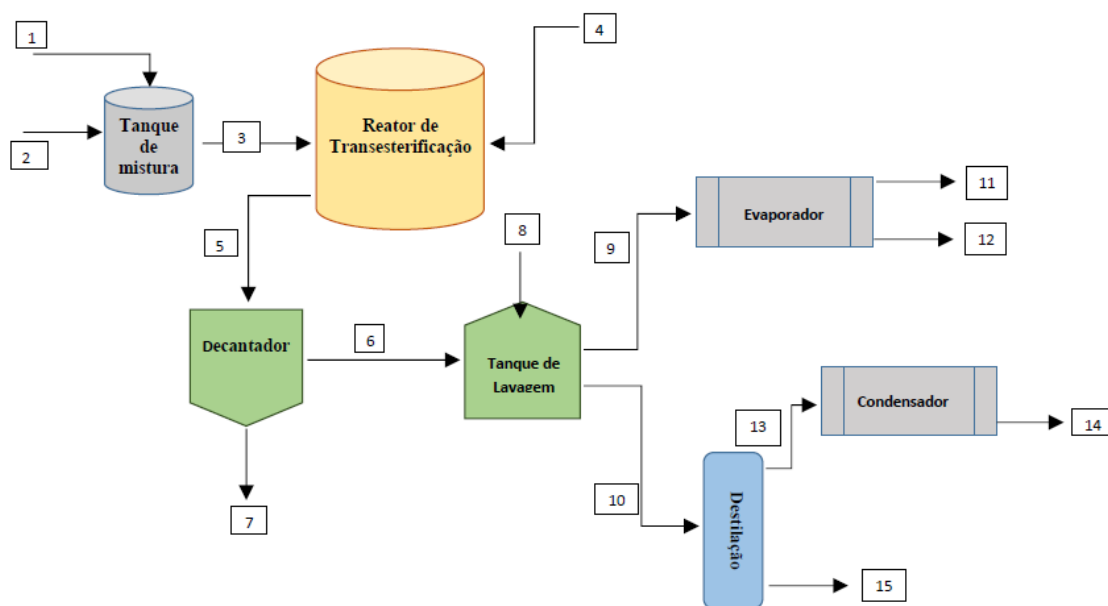 1
4
Tanque
de
mistura
2
3
Reator de
Transesterificação
5
8
9
Evaporador
11
12
Decantador
6
Tanque de
Lavagem
7
10
13
Condensador
14
Destilação
15